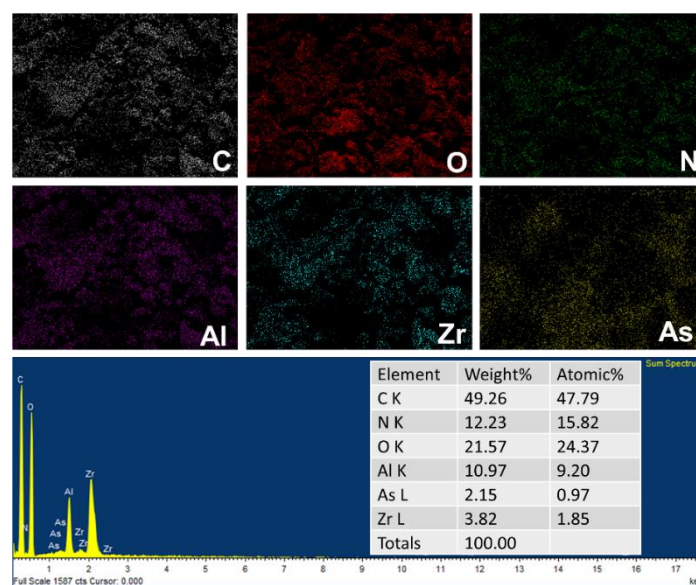 C
O
N
Al
Zr
As
Sum Spectru
C
O
N
As
As
As
Al
Zr
Zr
Zr
Zr
1 2 3 4 5 6 7 8 9 10 11 12 13 14 15 16 17
Full Scale 1587 cts Cursor: 0.000
ke
Element Weight% Atomic%
C K 49.26 47.79
N K 12.23 15.82
O K 21.57 24.37
Al K 10.97 9.20
As L 2.15 0.97
Zr L 3.82 1.85
Totals 100.00